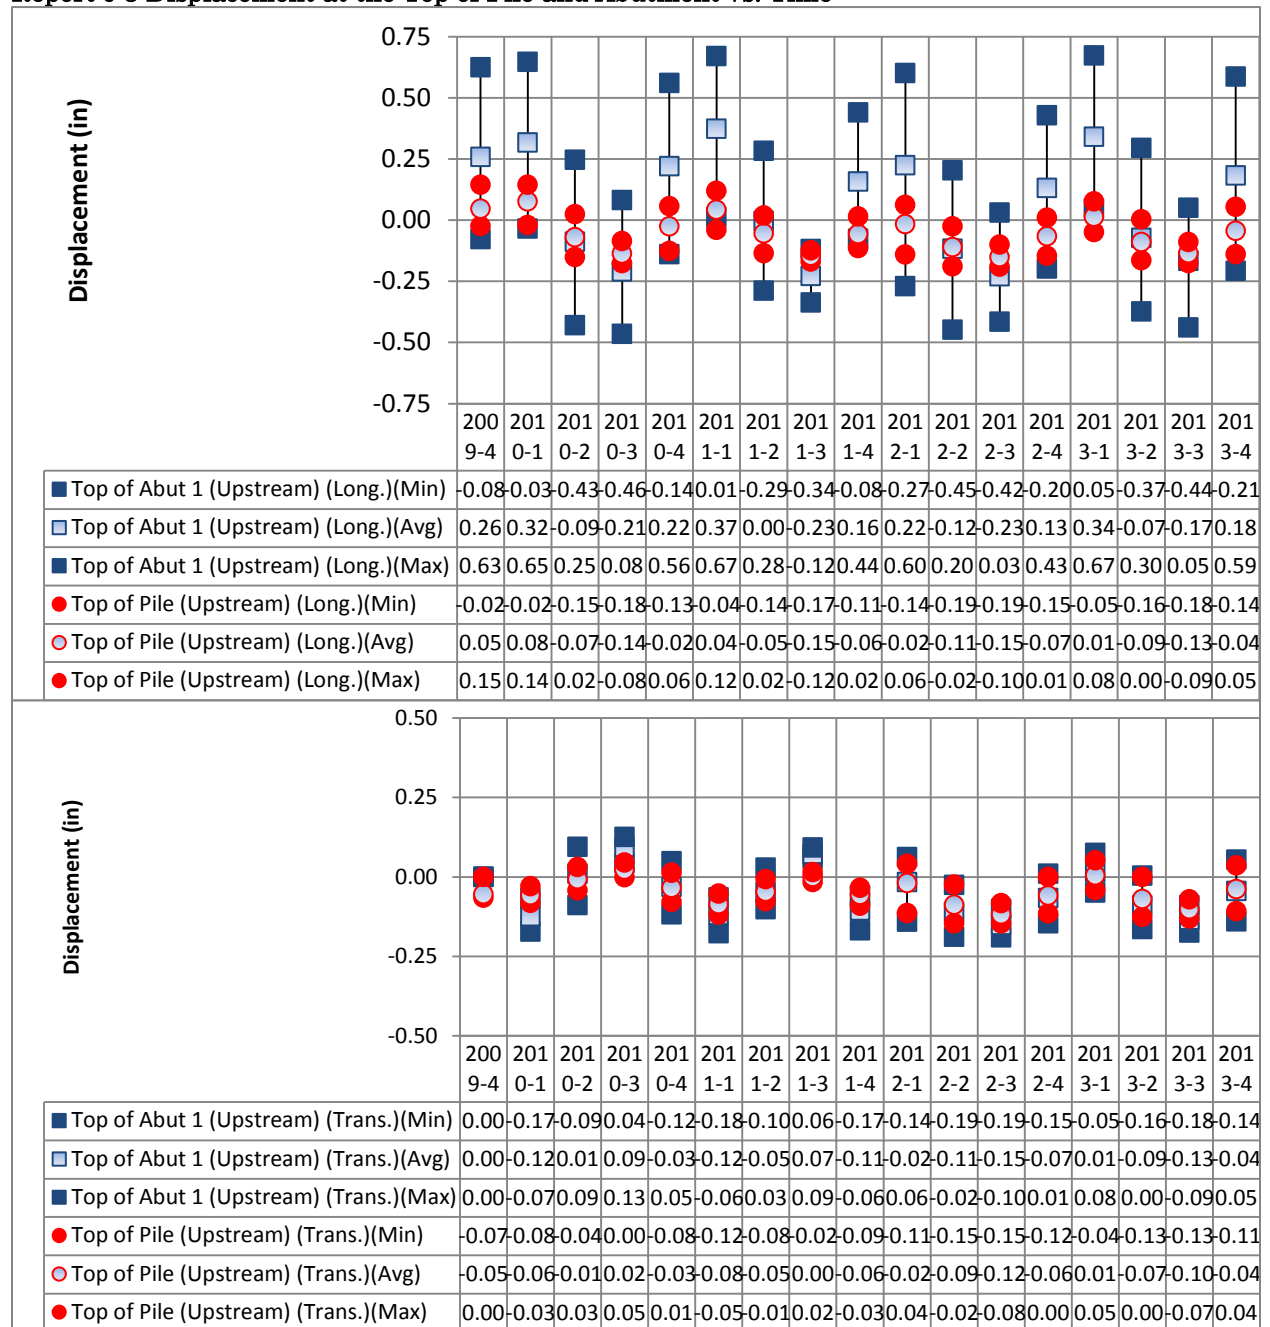 Report 3-3 Displacement at the Top of Pile and Abutment vs. Time
0.75
0.50
0.25
0.00
-0.25
-0.50
-0.75
Displacement (in)
200 201 201 201 201 201 201 201 201 201 201 201 201 201 201 201 201
9-4 0-1 0-2 0-3 0-4 1-1 1-2 1-3 1-4 2-1 2-2 2-3 2-4 3-1 3-2 3-3 3-4
Top of Abut 1 (Upstream) (Long.)(Min) -0.08 -0.03 -0.43 -0.46 -0.14 0.01 -0.29 -0.34 -0.08 -0.27 -0.45 -0.42 -0.20 0.05 -0.37 -0.44 -0.21
Top of Abut 1 (Upstream) (Long.)(Avg) 0.26 0.32 -0.09 -0.21 0.22 0.37 0.00 -0.23 0.16 0.22 -0.12 -0.23 0.13 0.34 -0.07 -0.17 0.18
Top of Abut 1 (Upstream) (Long.)(Max) 0.63 0.65 0.25 0.08 0.56 0.67 0.28 -0.12 0.44 0.60 0.20 0.03 0.43 0.67 0.30 0.05 0.59
Top of Pile (Upstream) (Long.)(Min) -0.02 -0.02 -0.15 -0.18 -0.13 -0.04 -0.14 -0.17 -0.11 -0.14 -0.19 -0.19 -0.15 -0.05 -0.16 -0.18 -0.14
Top of Pile (Upstream) (Long.)(Avg) 0.05 0.08 -0.07 -0.14 -0.02 0.04 -0.05 -0.15 -0.06 -0.02 -0.11 -0.15 -0.07 0.01 -0.09 -0.13 -0.04
Top of Pile (Upstream) (Long.)(Max) 0.15 0.14 0.02 -0.08 0.06 0.12 0.02 -0.12 0.02 0.06 -0.02 -0.10 0.01 0.08 0.00 -0.09 0.05
0.50
0.25
0.00
-0.25
-0.50
Displacement (in)
200 201 201 201 201 201 201 201 201 201 201 201 201 201 201 201 201
9-4 0-1 0-2 0-3 0-4 1-1 1-2 1-3 1-4 2-1 2-2 2-3 2-4 3-1 3-2 3-3 3-4
Top of Abut 1 (Upstream) (Trans.)(Min) 0.00 -0.17 -0.09 0.04 -0.12 -0.18 -0.10 0.06 -0.17 -0.14 -0.19 -0.19 -0.15 -0.05 -0.16 -0.18 -0.14
Top of Abut 1 (Upstream) (Trans.)(Avg) 0.00 -0.12 0.01 0.09 -0.03 -0.12 -0.05 0.07 -0.11 -0.02 -0.11 -0.15 -0.07 0.01 -0.09 -0.13 -0.04
Top of Abut 1 (Upstream) (Trans.)(Max) 0.00 -0.07 0.09 0.13 0.05 -0.06 0.03 0.09 -0.06 0.06 -0.02 -0.10 0.01 0.08 0.00 -0.09 0.05
Top of Pile (Upstream) (Trans.)(Min) -0.07 -0.08 -0.04 0.00 -0.08 -0.12 -0.08 -0.02 -0.09 -0.11 -0.15 -0.15 -0.12 -0.04 -0.13 -0.13 -0.11
Top of Pile (Upstream) (Trans.)(Avg) -0.05 -0.06 -0.01 0.02 -0.03 -0.08 -0.05 0.00 -0.06 -0.02 -0.09 -0.12 -0.06 0.01 -0.07 -0.10 -0.04
Top of Pile (Upstream) (Trans.)(Max) 0.00 -0.03 0.03 0.05 0.01 -0.05 -0.01 0.02 -0.03 0.04 -0.02 -0.08 0.00 0.05 0.00 -0.07 0.04